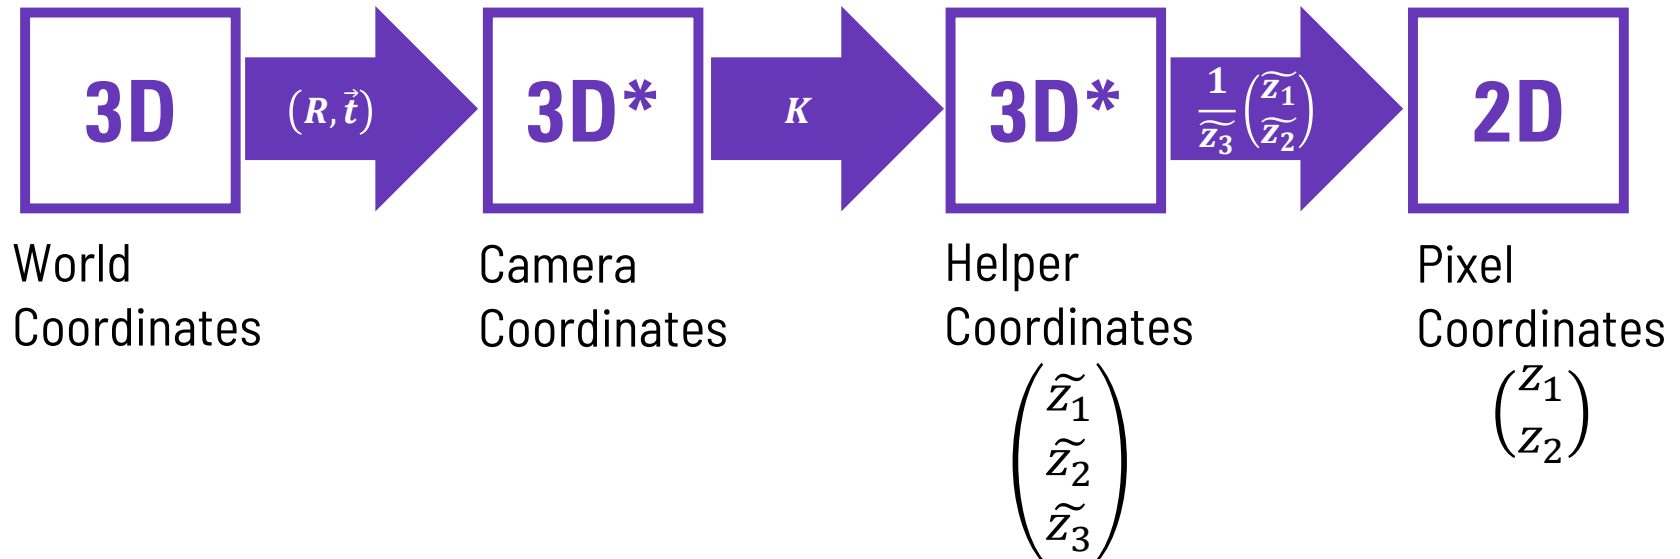 3D
(R, t⃗)
3D*
K
3D*
1/z̃₃ (z̃₁ z̃₂)
2D
World
Coordinates
Camera
Coordinates
Helper
Coordinates
(z̃₁
z̃₂
z̃₃)
Pixel
Coordinates
(z₁
z₂)